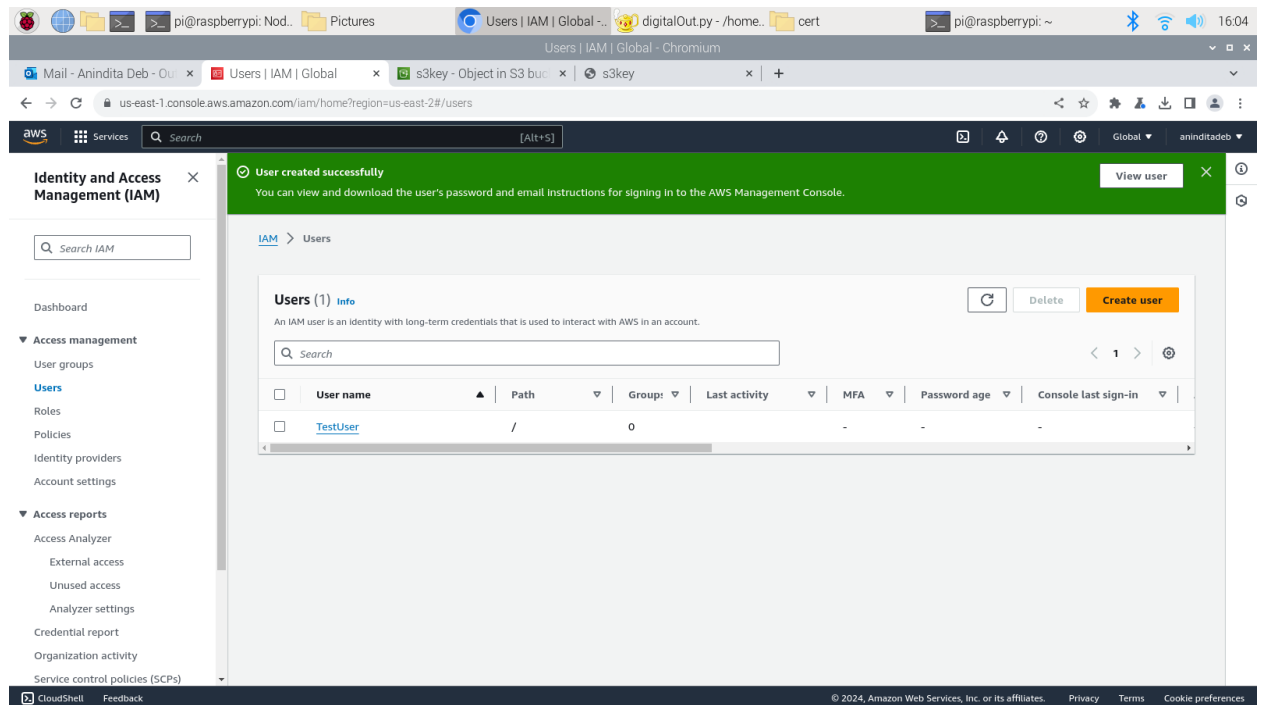 pi@raspberrypi: Nod.. Pictures Users | IAM | Global -.. digitalOut.py - /home.. cert pi@raspberrypi: ~ 16:04
Users | IAM | Global - Chromium
Mail - Anindita Deb - Ou Users | IAM | Global s3key - Object in S3 buc s3key
us-east-1.console.aws.amazon.com/iam/home?region=us-east-2#/users
aws Services Search [Alt+S] Global aninditadeb
Identity and Access Management (IAM)
Search IAM
Dashboard
Access management
User groups
Users
Roles
Policies
Identity providers
Account settings
Access reports
Access Analyzer
External access
Unused access
Analyzer settings
Credential report
Organization activity
Service control policies (SCPs)
User created successfully
You can view and download the user's password and email instructions for signing in to the AWS Management Console.
View user
IAM > Users
Users (1) Info
Delete Create user
An IAM user is an identity with long-term credentials that is used to interact with AWS in an account.
Search
1
User name Path Group: Last activity MFA Password age Console last sign-in
TestUser / 0 - - -
CloudShell Feedback © 2024, Amazon Web Services, Inc. or its affiliates. Privacy Terms Cookie preferences